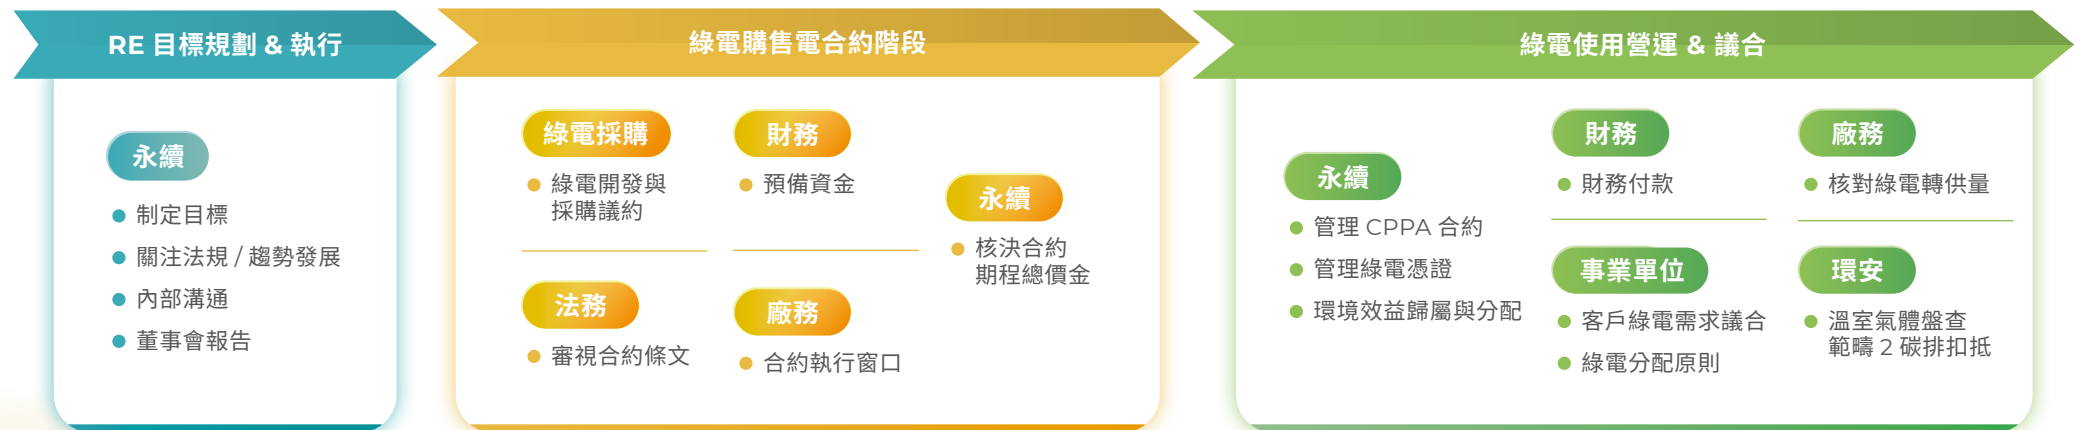 RE 目標規劃 & 執行
永續
制定目標
關注法規 / 趨勢發展
內部溝通
董事會報告
綠電購售電合約階段
綠電採購
綠電開發與
採購議約
法務
審視合約條文
財務
預備資金
廠務
合約執行窗口
永續
核決合約
期程總價金
綠電使用營運 & 議合
永續
管理 CPPA 合約
管理綠電憑證
環境效益歸屬與分配
財務
財務付款
事業單位
客戶綠電需求議合
綠電分配原則
廠務
核對綠電轉供量
環安
溫室氣體盤查
範疇 2 碳排扣抵